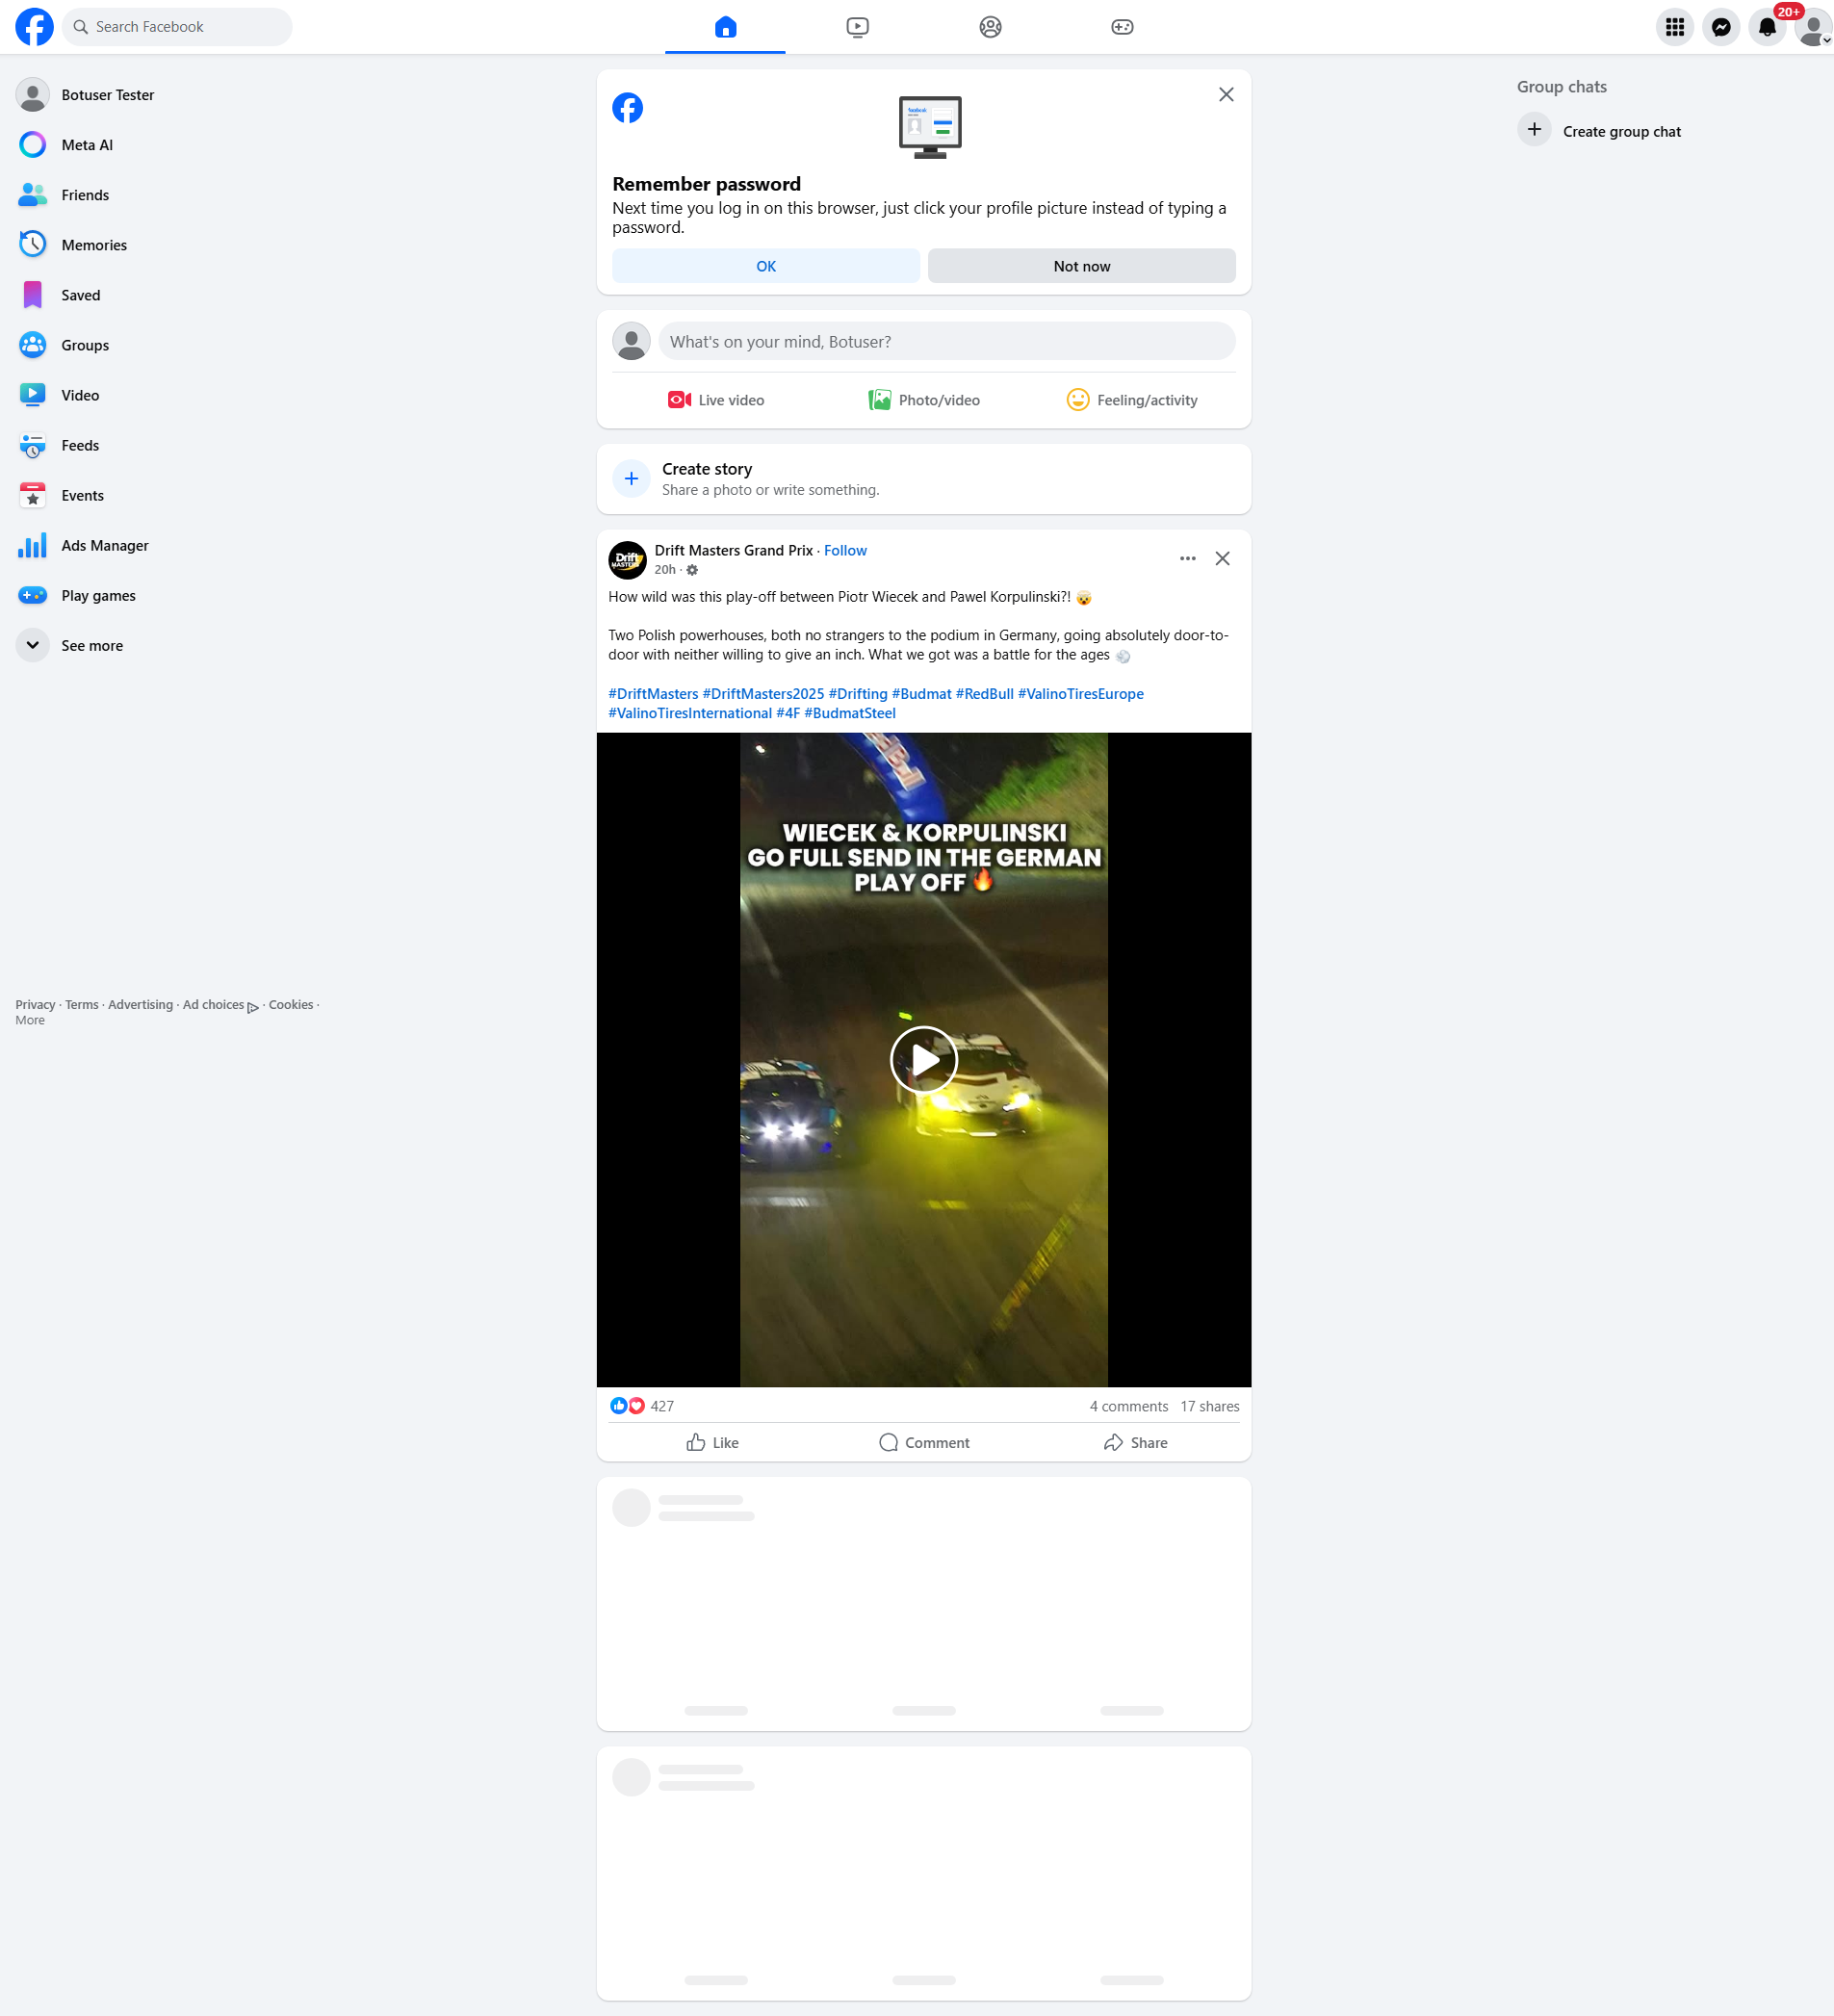 Search Facebook
20+
Botuser Tester
Meta AI
Friends
Memories
Saved
Groups
Video
Feeds
Events
Ads Manager
Play games
See more
Privacy · Terms · Advertising · Ad choices · Cookies ·
More
Remember password
Next time you log in on this browser, just click your profile picture instead of typing a
password.
OK
Not now
What's on your mind, Botuser?
Live video
Photo/video
Feeling/activity
Create story
Share a photo or write something.
Drift Masters Grand Prix · Follow
20h ·
How wild was this play-off between Piotr Wiecek and Pawel Korpulinski?! 🤯
Two Polish powerhouses, both no strangers to the podium in Germany, going absolutely door-to-
door with neither willing to give an inch. What we got was a battle for the ages 💨
#DriftMasters #DriftMasters2025 #Drifting #Budmat #RedBull #ValinoTiresEurope
#ValinoTiresInternational #4F #BudmatSteel
WIECEK & KORPULINSKI
GO FULL SEND IN THE GERMAN
PLAY OFF 🔥
427
4 comments
17 shares
Like
Comment
Share
Group chats
Create group chat